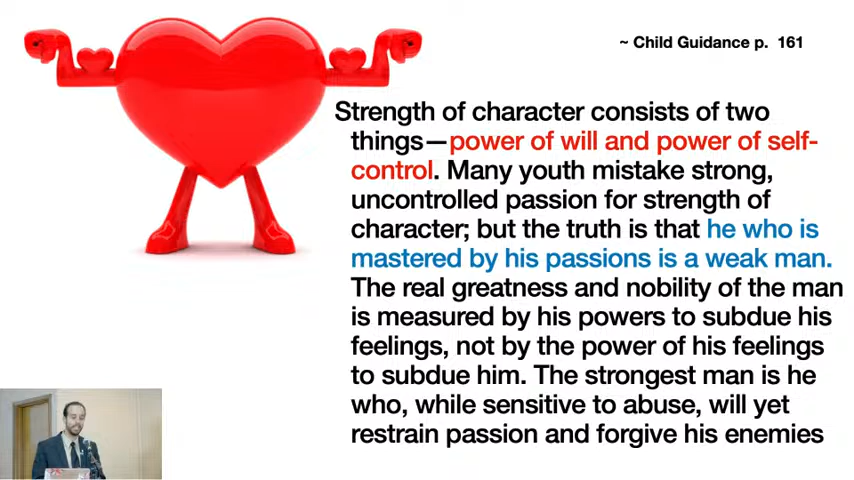 ~ Child Guidance p. 161
Strength of character consists of two
things—power of will and power of self-
control. Many youth mistake strong,
uncontrolled passion for strength of
character; but the truth is that he who is
mastered by his passions is a weak man.
The real greatness and nobility of the man
is measured by his powers to subdue his
feelings, not by the power of his feelings
to subdue him. The strongest man is he
who, while sensitive to abuse, will yet
restrain passion and forgive his enemies